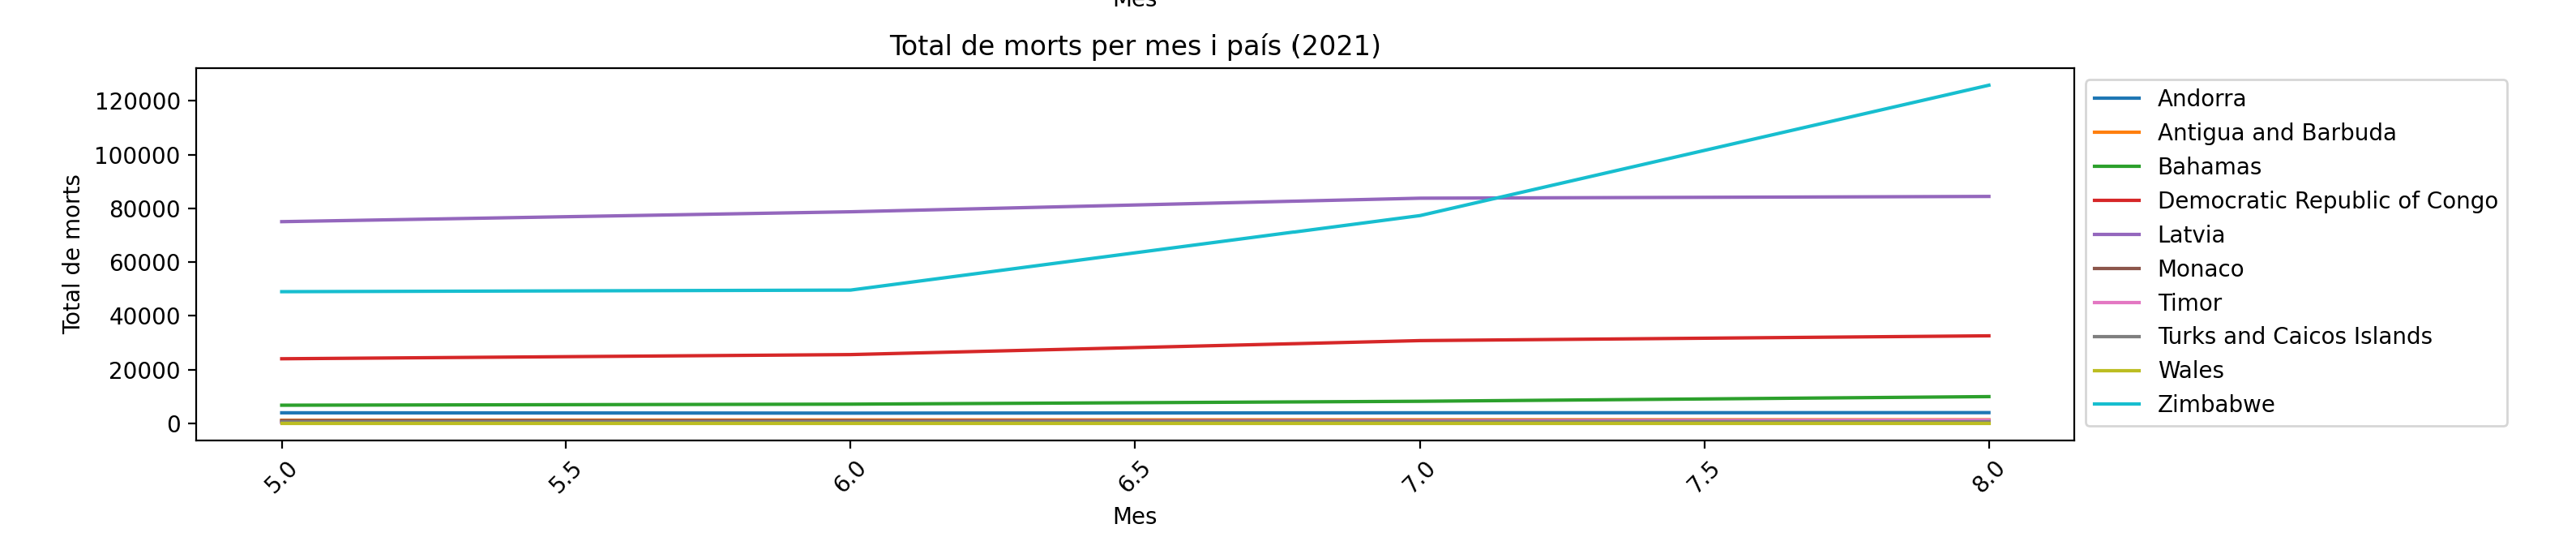 Mes
Total de morts per mes i país (2021)
Total de morts
120000
100000
80000
60000
40000
20000
0
5.0
5.5
6.0
6.5
7.0
7.5
8.0
Mes
Andorra
Antigua and Barbuda
Bahamas
Democratic Republic of Congo
Latvia
Monaco
Timor
Turks and Caicos Islands
Wales
Zimbabwe